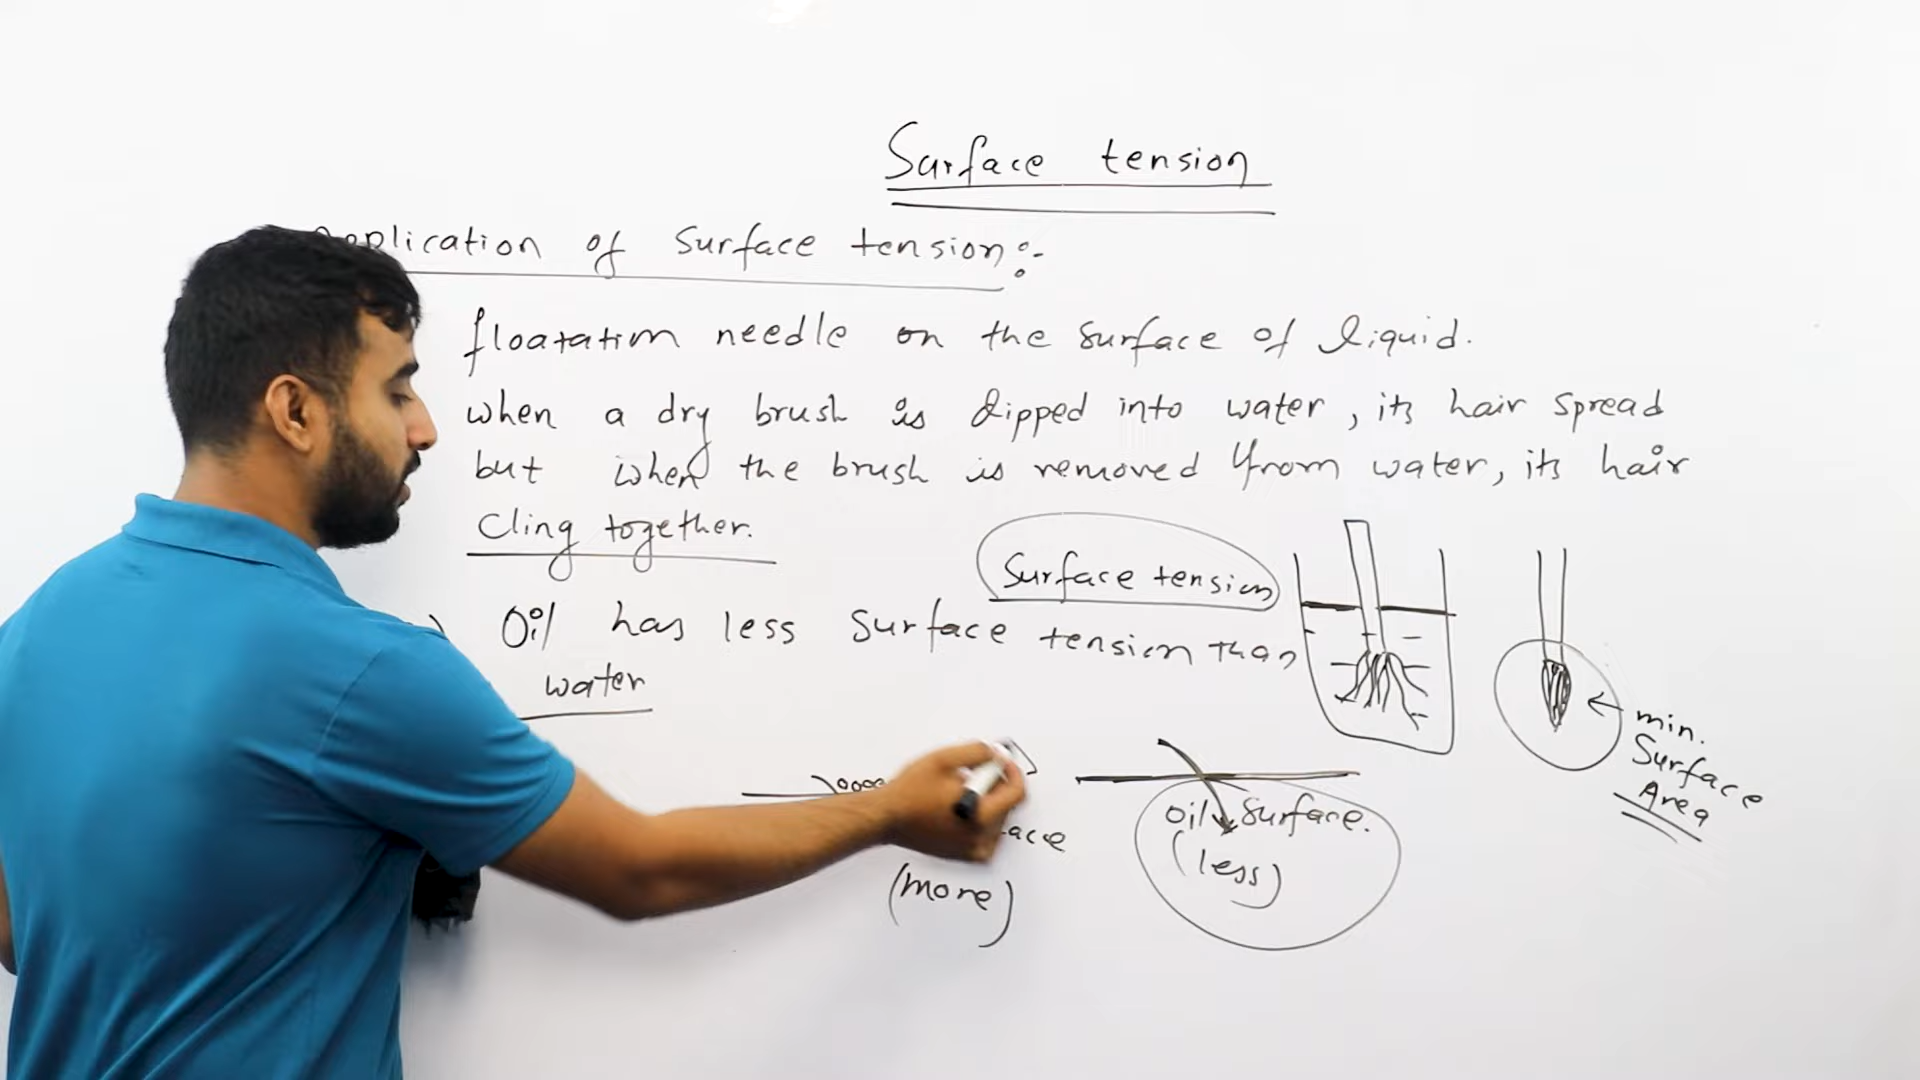 Surface tension
Application of Surface tension:-
floatation needle on the surface of liquid.
when a dry brush is dipped into water, its hair spread
but when the brush is removed from water, its hair
Cling together.
Surface tension
Oil has less surface tension than
water
min.
Surface
Area
oil surface.
(less)
(more)